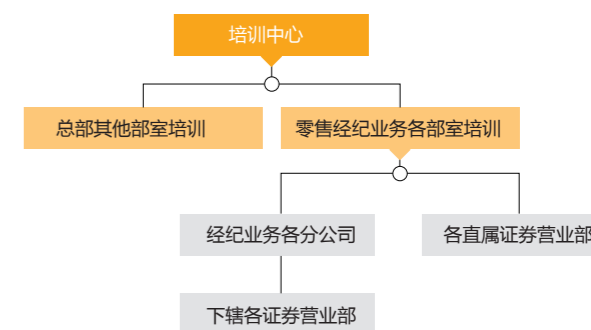 培训中心
总部其他部室培训
零售经纪业务各部室培训
经纪业务各分公司
各直属证券营业部
下辖各证券营业部